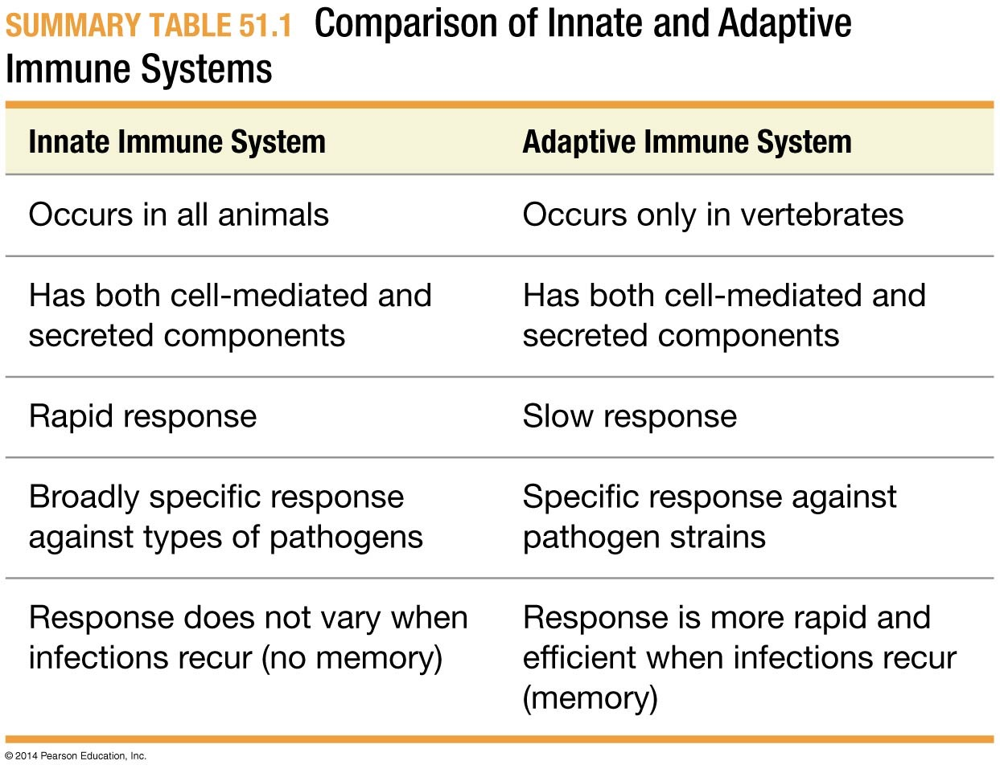 SUMMARY TABLE 51.1 Comparison of Innate and Adaptive
Immune Systems
Innate Immune System
Adaptive Immune System
Occurs in all animals
Occurs only in vertebrates
Has both cell-mediated and
secreted components
Has both cell-mediated and
secreted components
Rapid response
Slow response
Broadly specific response
against types of pathogens
Specific response against
pathogen strains
Response does not vary when
infections recur (no memory)
Response is more rapid and
efficient when infections recur
(memory)
© 2014 Pearson Education, Inc.